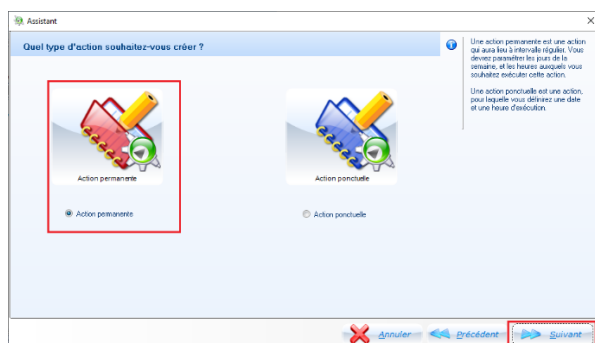 Assistant
Quel type d'action souhaitez-vous créer ?
Une action permanente est une action
qui aura lieu à intervalle régulier. Vous
devez paramétrer les jours de la
semaine, et les heures auxquels vous
souhaitez exécuter cette action.
Une action ponctuelle est une action,
pour laquelle vous définirez une date
et une heure d'exécution.
Action permanente
Action ponctuelle
Action permanente
Action ponctuelle
Annuler
Précédent
Suivant